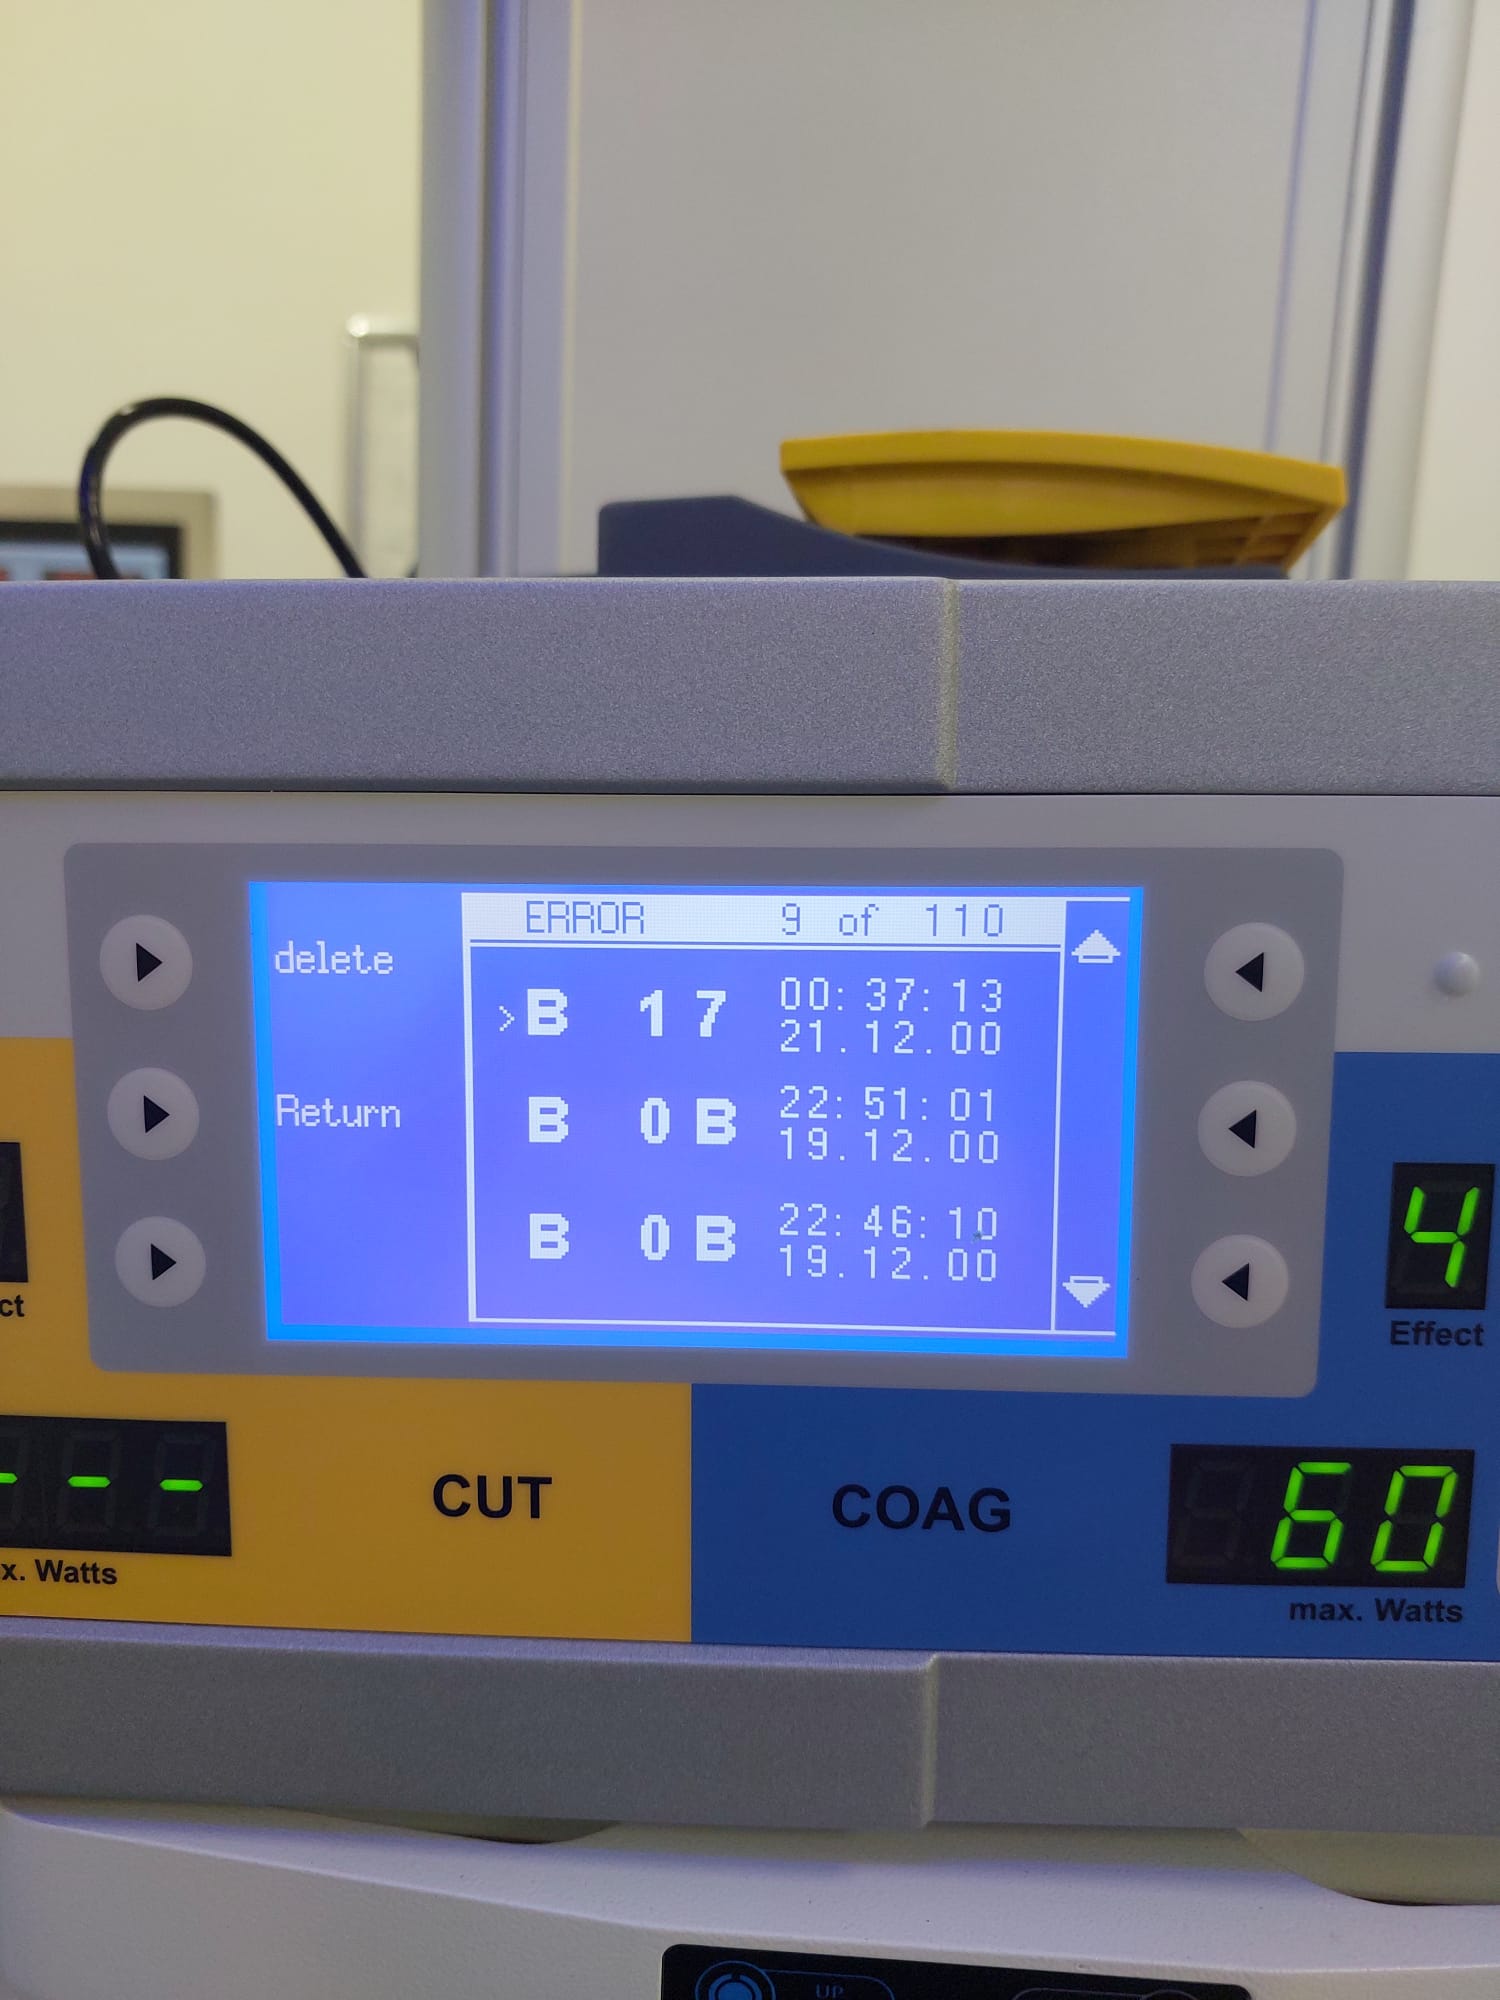 ERROR 9 of 110
delete
>B 17 00:37:13
21.12.00
Return
B 0B 22:51:01
19.12.00
B 0B 22:46:10
19.12.00
4
Effect
ct
- - -
x. Watts
CUT
COAG
60
max. Watts
UP